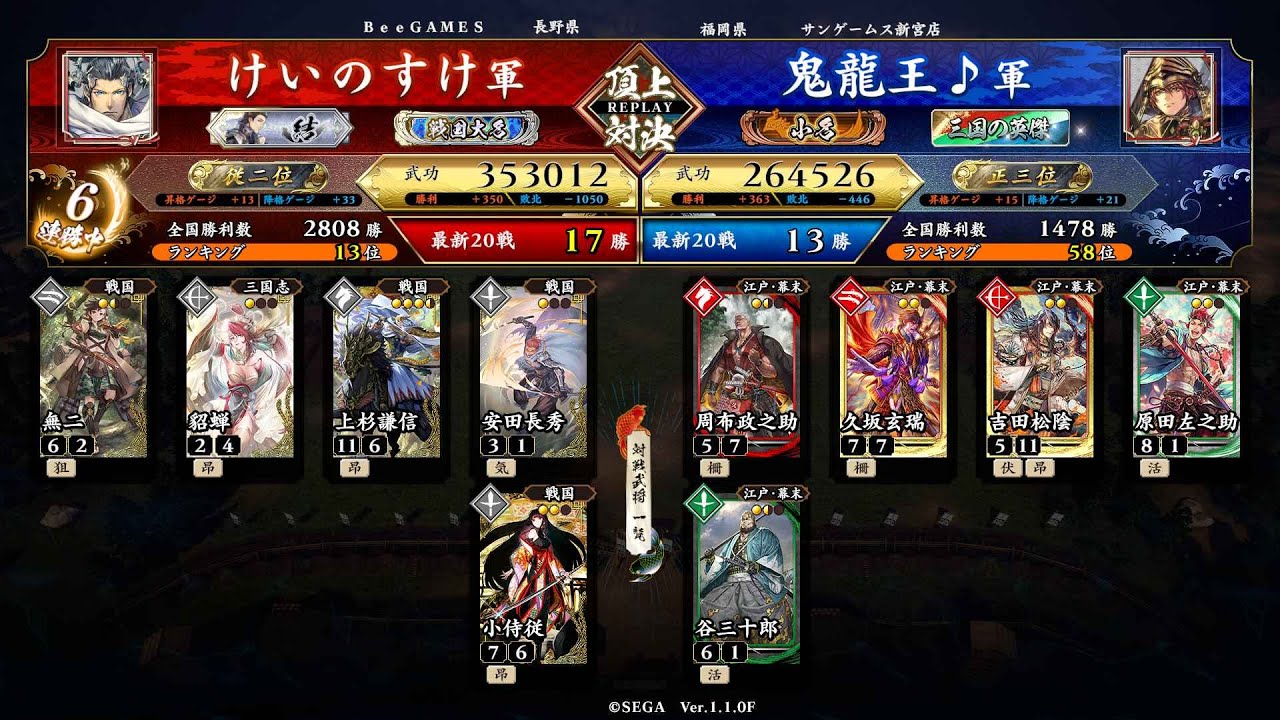 BeeGAMES 長野県
福岡県 サンゲームス新宮店
けいのすけ軍
頂上
REPLAY
対決
鬼龍王♪軍
結
戦国大名
小名
三国の英傑
6
連勝中
従二位
昇格ゲージ +13 降格ゲージ +33
武功 353012
勝利 +350 敗北 -1050
武功 264526
勝利 +363 敗北 -446
正三位
昇格ゲージ +15 降格ゲージ +21
全国勝利数 2808勝
ランキング 13位
最新20戦 17勝
最新20戦 13勝
全国勝利数 1478勝
ランキング 58位
戦国
無二
6 2
狙
三国志
貂蝉
2 4
昴
戦国
上杉謙信
11 6
昴
戦国
安田長秀
3 1
気
江戸・幕末
周布政之助
5 7
柵
江戸・幕末
久坂玄瑞
7 7
柵
江戸・幕末
吉田松陰
5 11
伏 昴
江戸・幕末
原田左之助
8 1
活
対戦武将一覧
戦国
小侍従
7 6
昴
江戸・幕末
谷三十郎
6 1
活
©SEGA Ver.1.1.0F